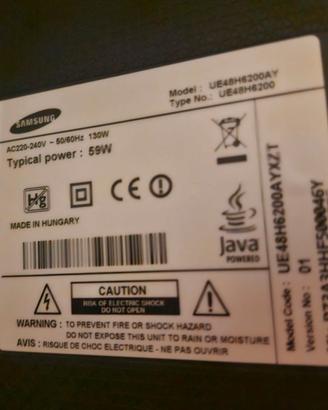 SAMSUNG
Model : UE48H6200AY
Type No.: UE48H6200
AC220-240V ~ 50/60Hz 130W
Typical power : 59W
Hg
CE
MADE IN HUNGARY
Java
POWERED
CAUTION
RISK OF ELECTRIC SHOCK
DO NOT OPEN
WARNING : TO PREVENT FIRE OR SHOCK HAZARD
DO NOT EXPOSE THIS UNIT TO RAIN OR MOISTURE
AVIS : RISQUE DE CHOC ELECTRIQUE - NE PAS OUVRIR
Model Code : UE48H6200AYXZT
Version No : 01